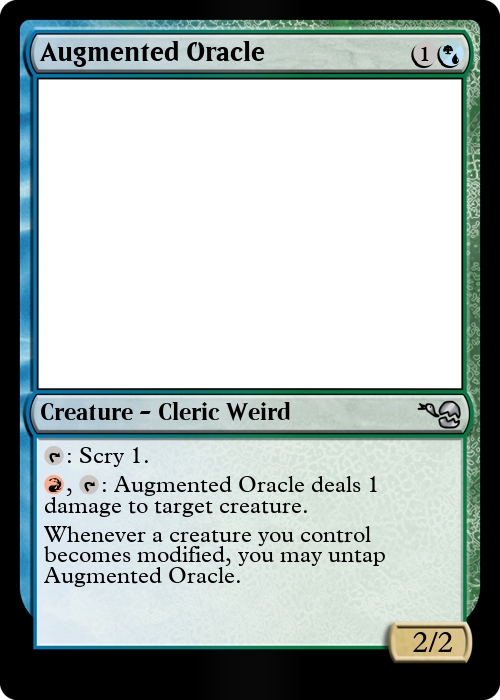 Augmented Oracle 1
Creature – Cleric Weird
: Scry 1.
, : Augmented Oracle deals 1
damage to target creature.
Whenever a creature you control
becomes modified, you may untap
Augmented Oracle.
2/2